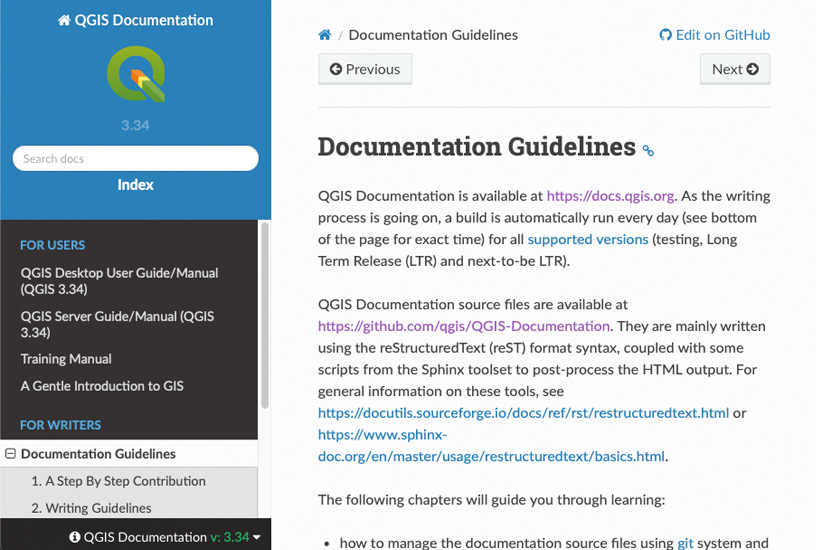 QGIS Documentation
3.34
Search docs
Index
FOR USERS
QGIS Desktop User Guide/Manual
(QGIS 3.34)
QGIS Server Guide/Manual (QGIS
3.34)
Training Manual
A Gentle Introduction to GIS
FOR WRITERS
Documentation Guidelines
1. A Step By Step Contribution
2. Writing Guidelines
QGIS Documentation v: 3.34
/ Documentation Guidelines
Edit on GitHub
Previous
Next
Documentation Guidelines
QGIS Documentation is available at https://docs.qgis.org. As the writing
process is going on, a build is automatically run every day (see bottom
of the page for exact time) for all supported versions (testing, Long
Term Release (LTR) and next-to-be LTR).
QGIS Documentation source files are available at
https://github.com/qgis/QGIS-Documentation. They are mainly written
using the reStructuredText (reST) format syntax, coupled with some
scripts from the Sphinx toolset to post-process the HTML output. For
general information on these tools, see
https://docutils.sourceforge.io/docs/ref/rst/restructuredtext.html or
https://www.sphinx-
doc.org/en/master/usage/restructuredtext/basics.html.
The following chapters will guide you through learning:
• how to manage the documentation source files using git system and